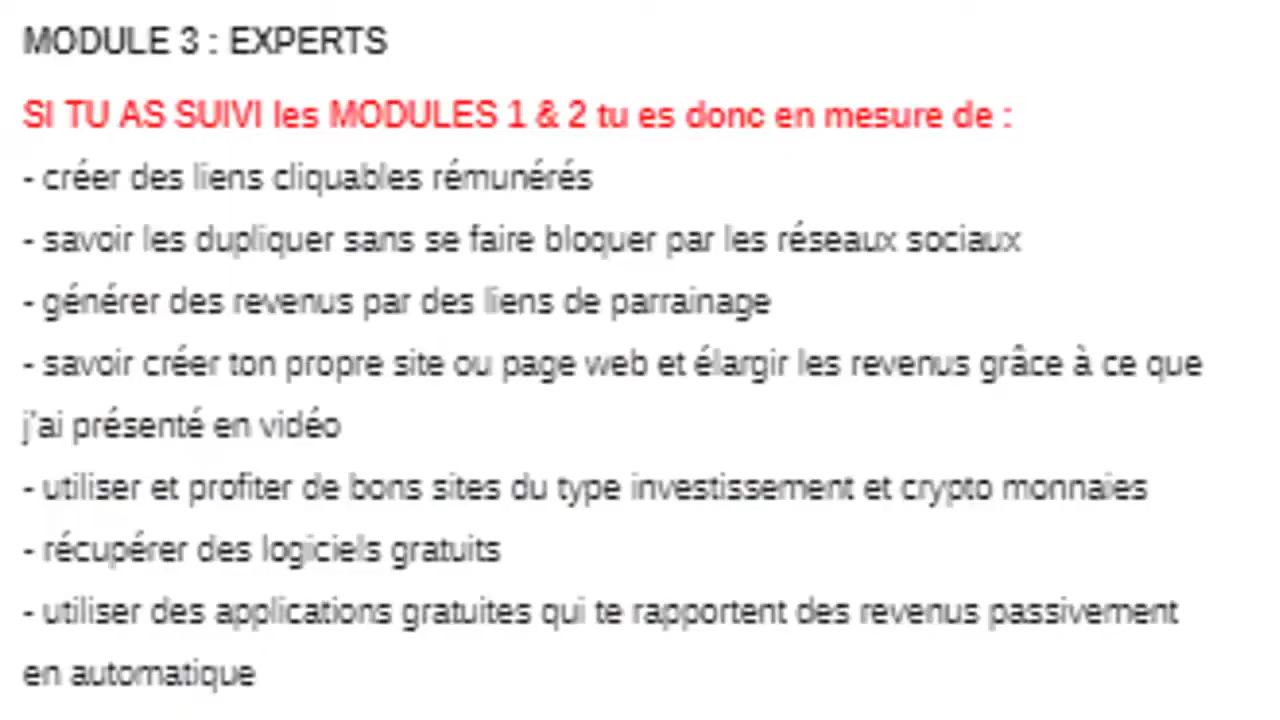 MODULE 3 : EXPERTS
SI TU AS SUIVI les MODULES 1 & 2 tu es donc en mesure de :
- créer des liens cliquables rémunérés
- savoir les dupliquer sans se faire bloquer par les réseaux sociaux
- générer des revenus par des liens de parrainage
- savoir créer ton propre site ou page web et élargir les revenus grâce à ce que
j'ai présenté en vidéo
- utiliser et profiter de bons sites du type investissement et crypto monnaies
- récupérer des logiciels gratuits
- utiliser des applications gratuites qui te rapportent des revenus passivement
en automatique